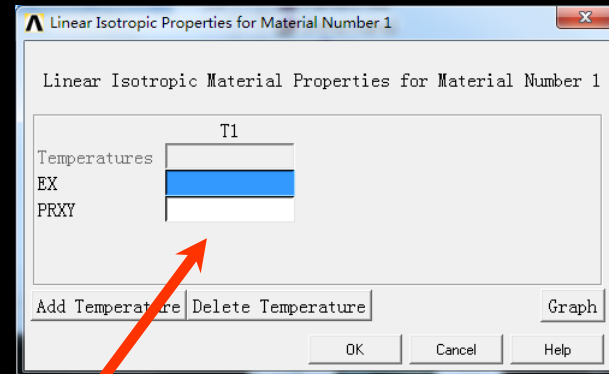 Linear Isotropic Properties for Material Number 1
Linear Isotropic Material Properties for Material Number 1
T1
Temperatures
EX
PRXY
Add Temperature Delete Temperature Graph
OK Cancel Help